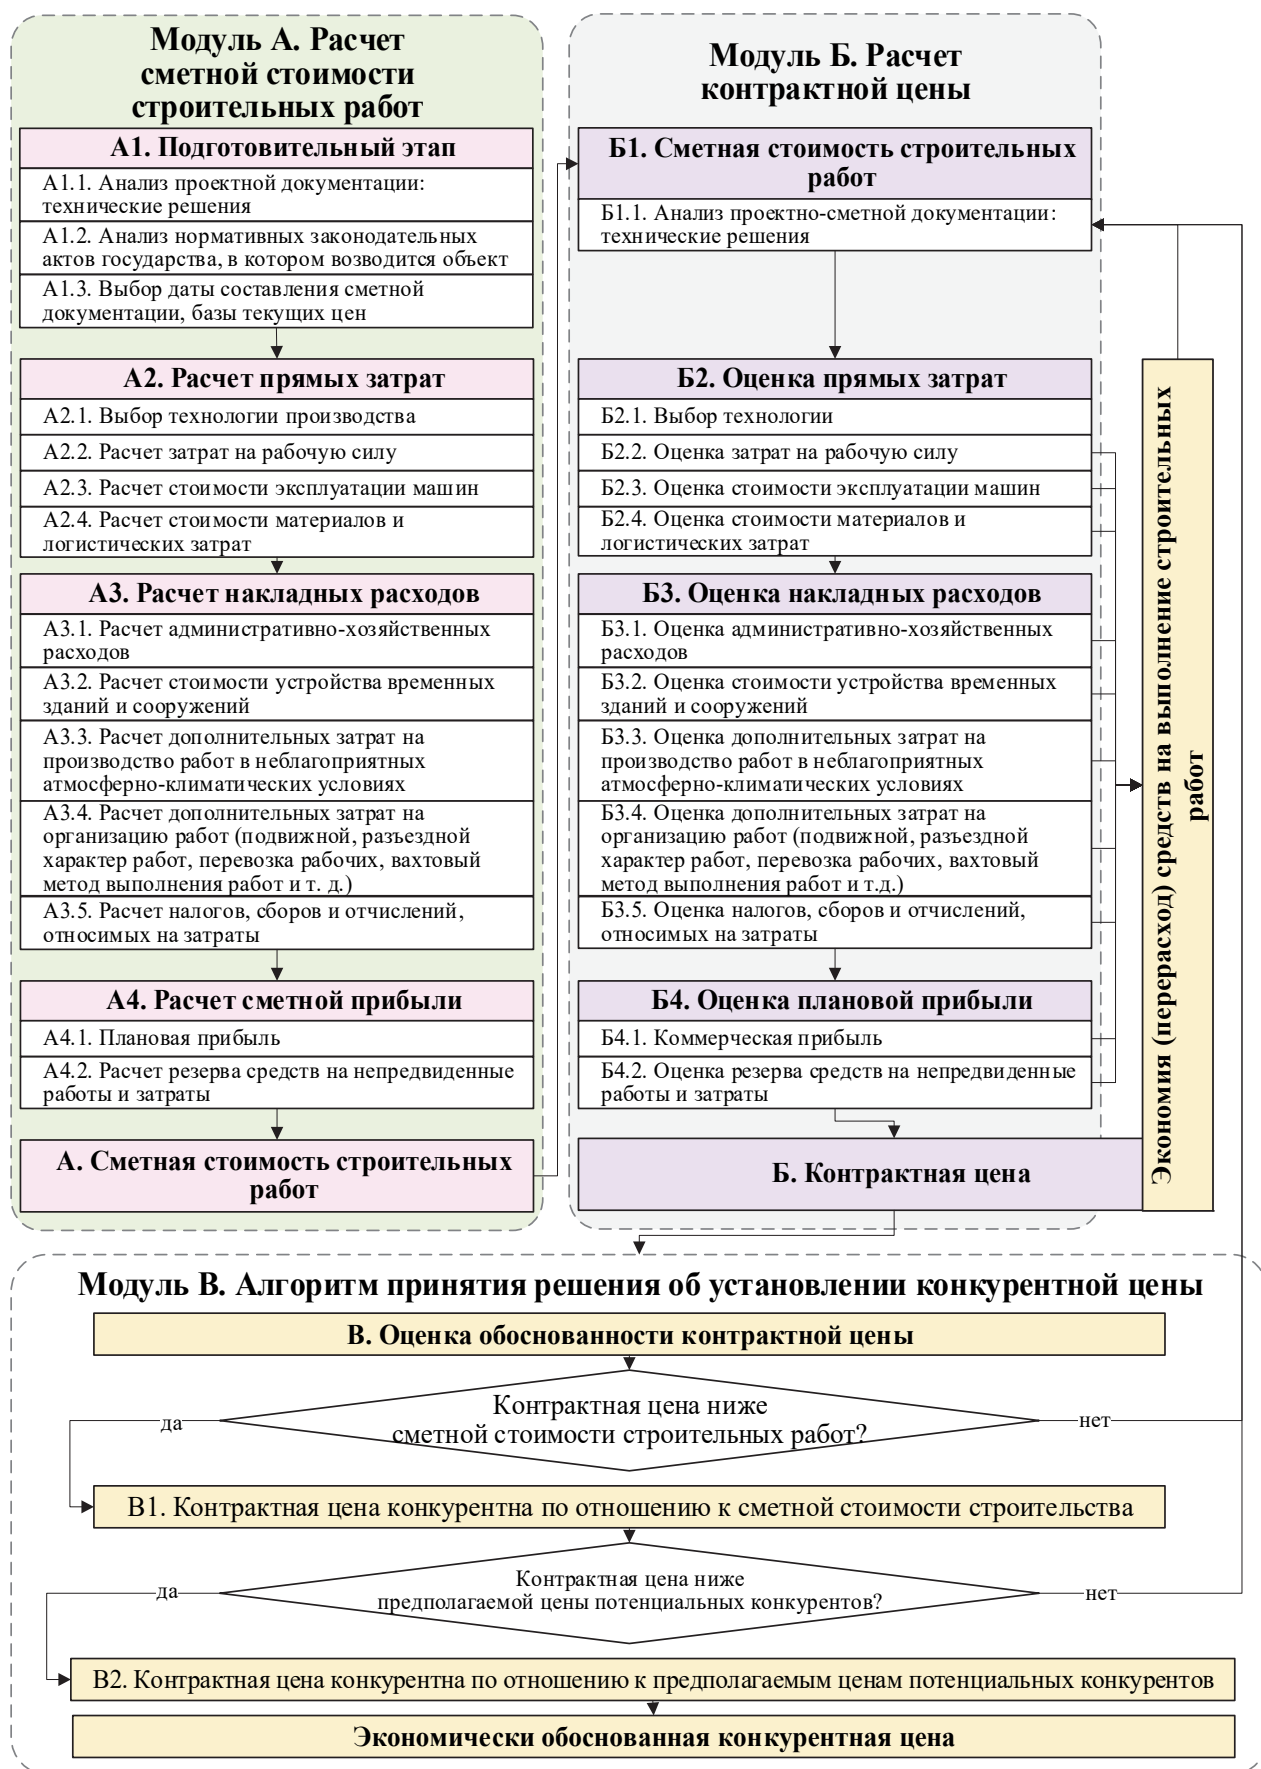 Модуль А. Расчет
сметной стоимости
строительных работ
А1. Подготовительный этап
А1.1. Анализ проектной документации:
технические решения
А1.2. Анализ нормативных законодательных
актов государства, в котором возводится объект
А1.3. Выбор даты составления сметной
документации, базы текущих цен
А2. Расчет прямых затрат
А2.1. Выбор технологии производства
А2.2. Расчет затрат на рабочую силу
А2.3. Расчет стоимости эксплуатации машин
А2.4. Расчет стоимости материалов и
логистических затрат
А3. Расчет накладных расходов
А3.1. Расчет административно-хозяйственных
расходов
А3.2. Расчет стоимости устройства временных
зданий и сооружений
А3.3. Расчет дополнительных затрат на
производство работ в неблагоприятных
атмосферно-климатических условиях
А3.4. Расчет дополнительных затрат на
организацию работ (подвижной, разъездной
характер работ, перевозка рабочих, вахтовый
метод выполнения работ и т. д.)
А3.5. Расчет налогов, сборов и отчислений,
относимых на затраты
А4. Расчет сметной прибыли
А4.1. Плановая прибыль
А4.2. Расчет резерва средств на непредвиденные
работы и затраты
А. Сметная стоимость строительных
работ
Модуль Б. Расчет
контрактной цены
Б1. Сметная стоимость строительных
работ
Б1.1. Анализ проектно-сметной документации:
технические решения
Б2. Оценка прямых затрат
Б2.1. Выбор технологии
Б2.2. Оценка затрат на рабочую силу
Б2.3. Оценка стоимости эксплуатации машин
Б2.4. Оценка стоимости материалов и
логистических затрат
Б3. Оценка накладных расходов
Б3.1. Оценка административно-хозяйственных
расходов
Б3.2. Оценка стоимости устройства временных
зданий и сооружений
Б3.3. Оценка дополнительных затрат на
производство работ в неблагоприятных
атмосферно-климатических условиях
Б3.4. Оценка дополнительных затрат на
организацию работ (подвижной, разъездной
характер работ, перевозка рабочих, вахтовый
метод выполнения работ и т.д.)
Б3.5. Оценка налогов, сборов и отчислений,
относимых на затраты
Б4. Оценка плановой прибыли
Б4.1. Коммерческая прибыль
Б4.2. Оценка резерва средств на непредвиденные
работы и затраты
Б. Контрактная цена
Экономия (перерасход) средств на выполнение строительных
работ
Модуль В. Алгоритм принятия решения об установлении конкурентной цены
В. Оценка обоснованности контрактной цены
Контрактная цена ниже
сметной стоимости строительных работ?
да
нет
В1. Контрактная цена конкурентна по отношению к сметной стоимости строительства
Контрактная цена ниже
предполагаемой цены потенциальных конкурентов?
да
нет
В2. Контрактная цена конкурентна по отношению к предполагаемым ценам потенциальных конкурентов
Экономически обоснованная конкурентная цена